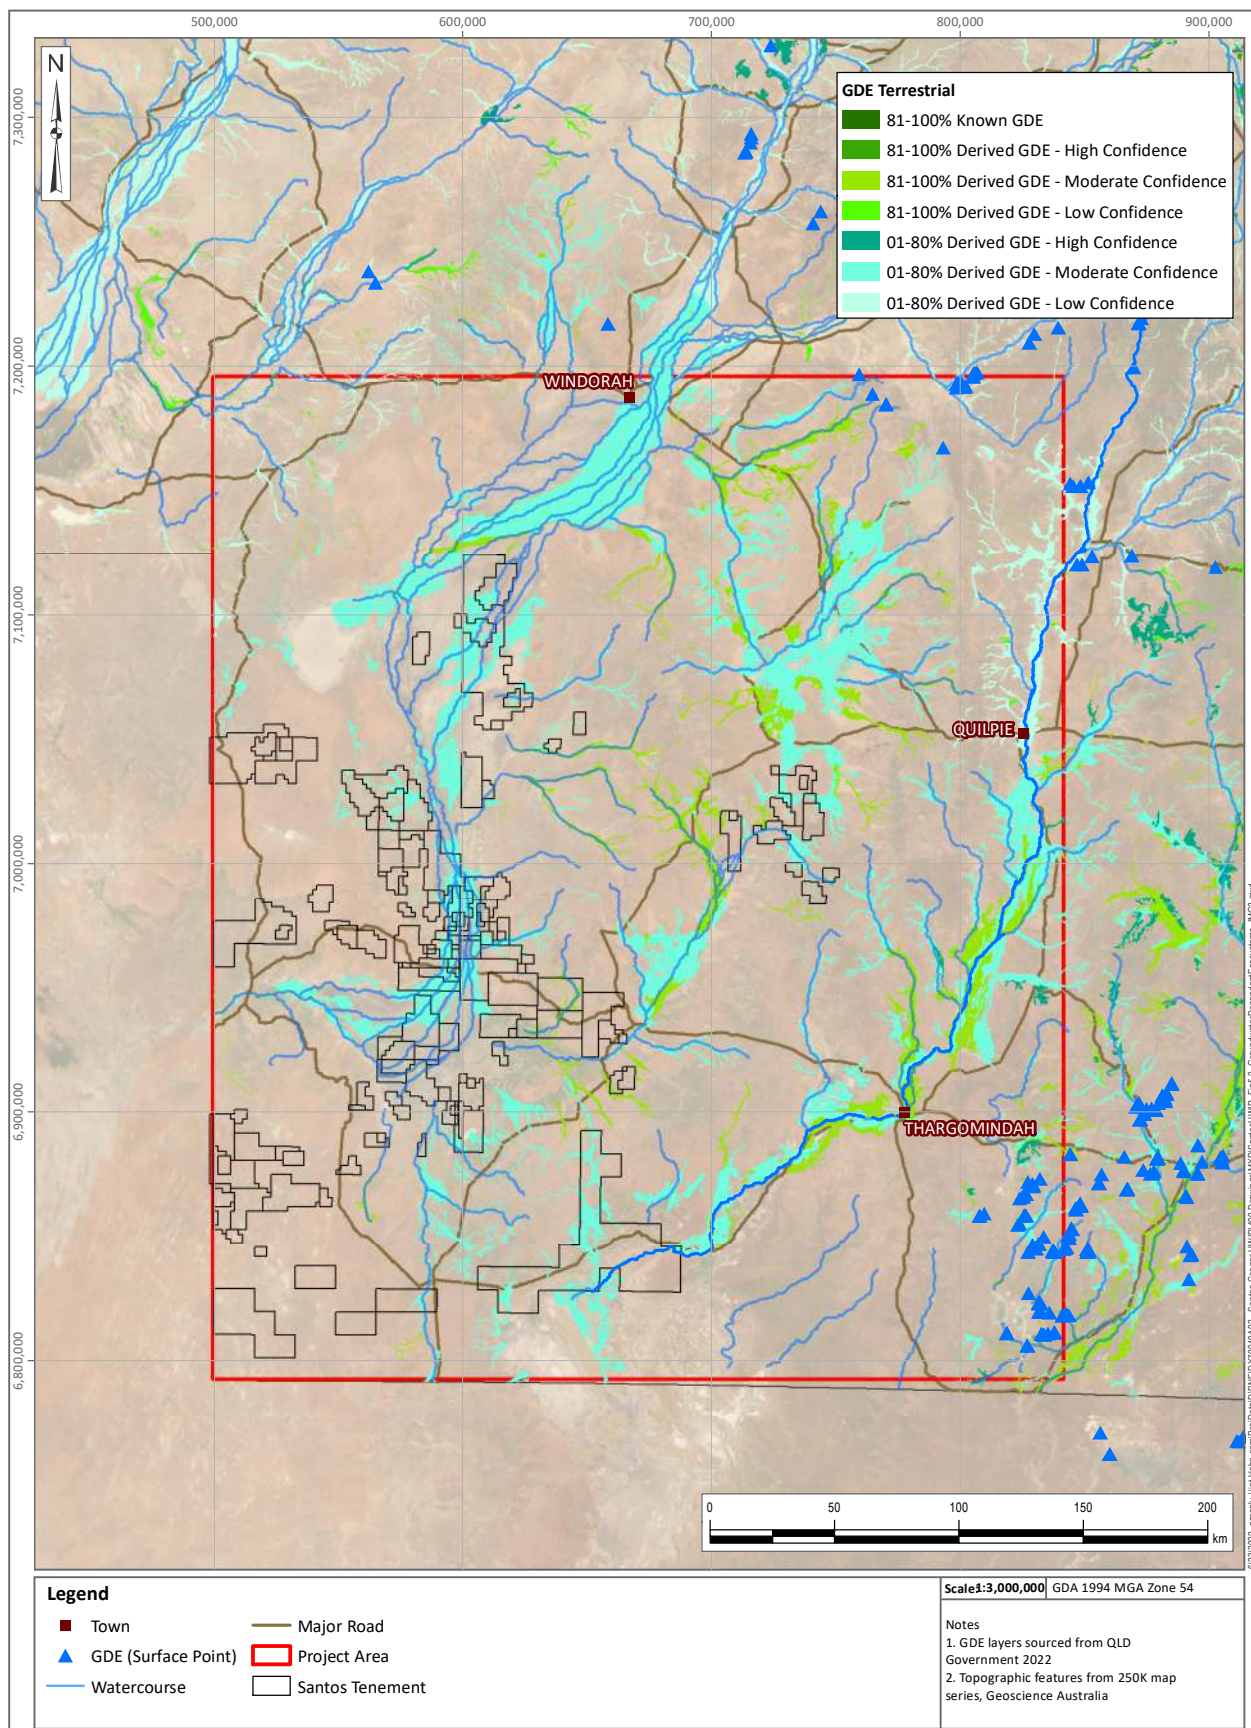 500,000 600,000 700,000 800,000 900,000
N
7,300,000
7,200,000
7,100,000
7,000,000
6,900,000
6,800,000
GDE Terrestrial
81-100% Known GDE
81-100% Derived GDE - High Confidence
81-100% Derived GDE - Moderate Confidence
81-100% Derived GDE - Low Confidence
01-80% Derived GDE - High Confidence
01-80% Derived GDE - Moderate Confidence
01-80% Derived GDE - Low Confidence
WINDORAH
QUILPIE
THARGOMINDAH
0 50 100 150 200
km
Legend
Town
GDE (Surface Point)
Watercourse
Major Road
Project Area
Santos Tenement
Scale: 1:3,000,000 GDA 1994 MGA Zone 54
Notes
1. GDE layers sourced from QLD
Government 2022
2. Topographic features from 250K map
series, Geoscience Australia